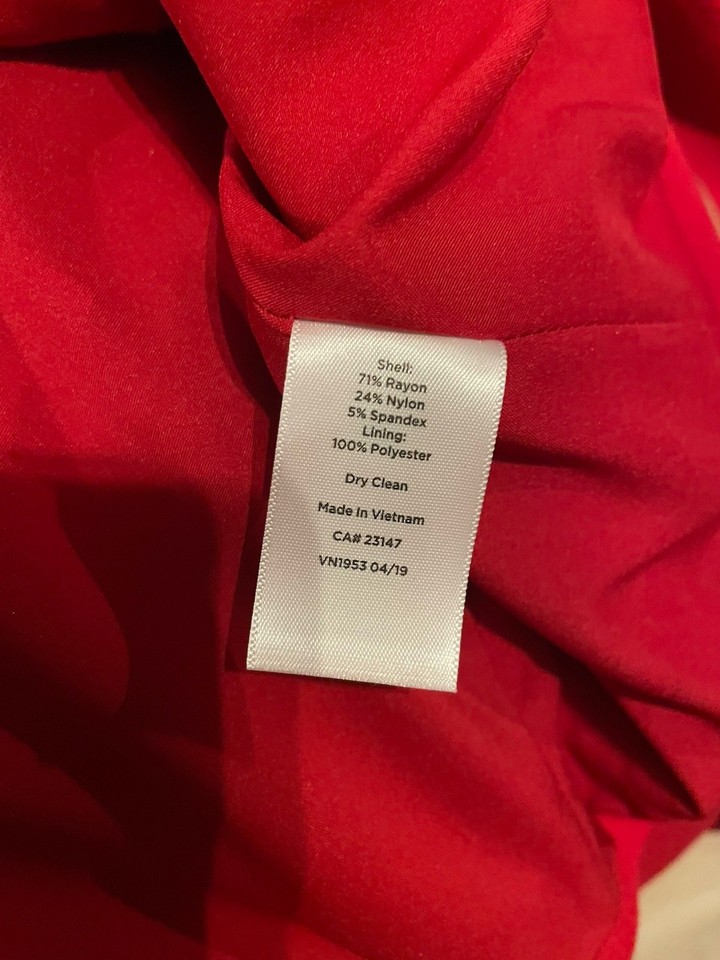 Shell:
71% Rayon
24% Nylon
5% Spandex
Lining:
100% Polyester
Dry Clean
Made In Vietnam
CA# 23147
VN1953 04/19